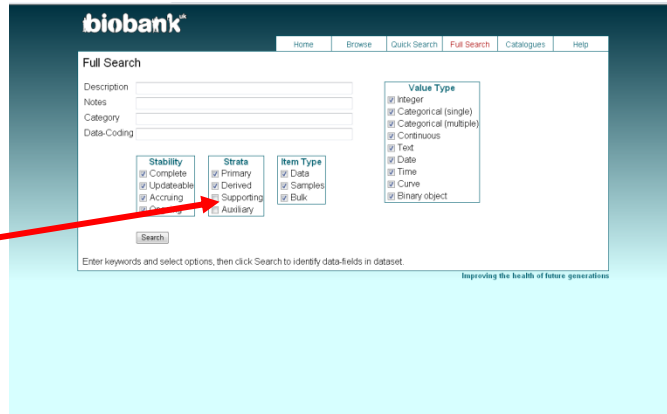 biobank uk
Home Browse Quick Search Full Search Catalogues Help
Full Search
Description
Notes
Category
Data-Coding
Value Type
Integer
Categorical (single)
Categorical (multiple)
Continuous
Text
Date
Time
Curve
Binary object
Stability
Complete
Updateable
Accruing
Strata
Primary
Derived
Supporting
Auxiliary
Item Type
Data
Samples
Bulk
Search
Enter keywords and select options, then click Search to identify data-fields in dataset.
Improving the health of future generations